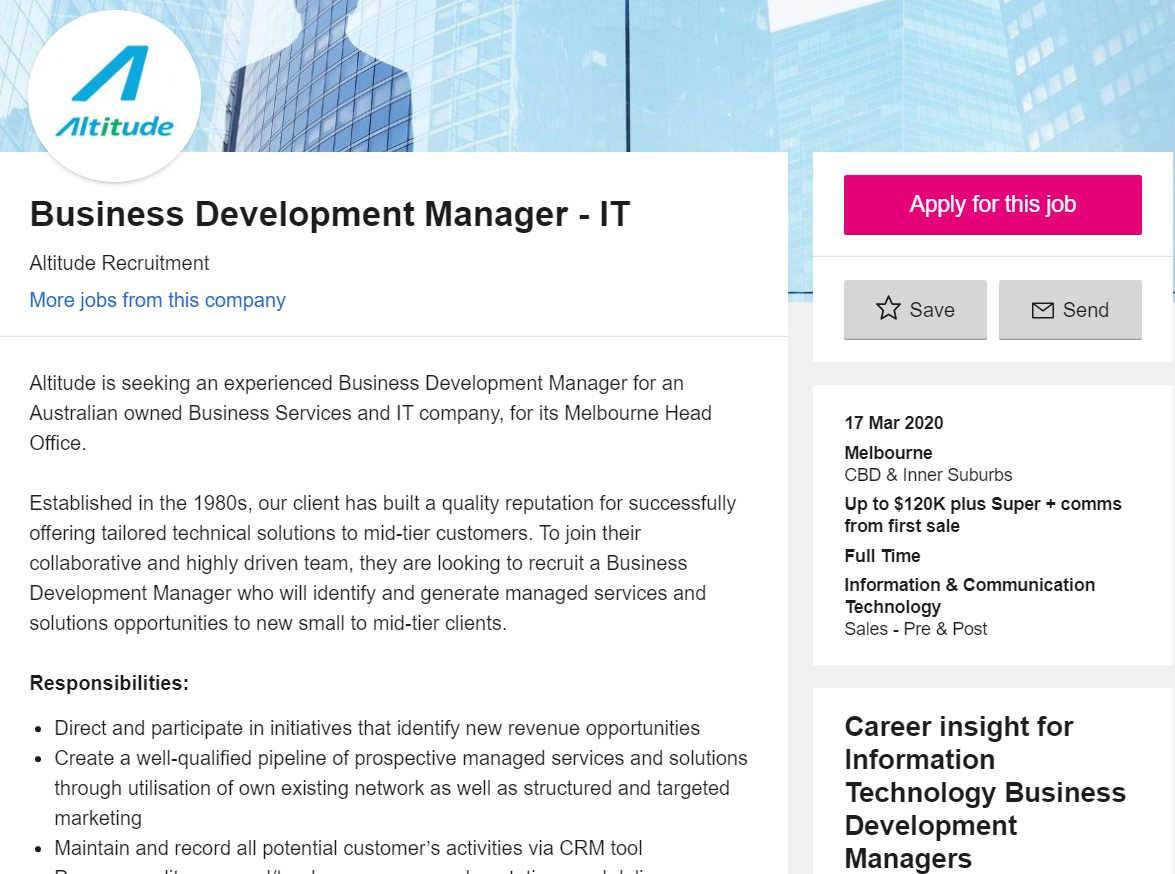 Altitude
Business Development Manager - IT
Altitude Recruitment
More jobs from this company
Altitude is seeking an experienced Business Development Manager for an
Australian owned Business Services and IT company, for its Melbourne Head
Office.
Established in the 1980s, our client has built a quality reputation for successfully
offering tailored technical solutions to mid-tier customers. To join their
collaborative and highly driven team, they are looking to recruit a Business
Development Manager who will identify and generate managed services and
solutions opportunities to new small to mid-tier clients.
Responsibilities:
• Direct and participate in initiatives that identify new revenue opportunities
• Create a well-qualified pipeline of prospective managed services and solutions
through utilisation of own existing network as well as structured and targeted
marketing
• Maintain and record all potential customer’s activities via CRM tool
Apply for this job
Save
Send
17 Mar 2020
Melbourne
CBD & Inner Suburbs
Up to $120K plus Super + comms
from first sale
Full Time
Information & Communication
Technology
Sales - Pre & Post
Career insight for
Information
Technology Business
Development
Managers